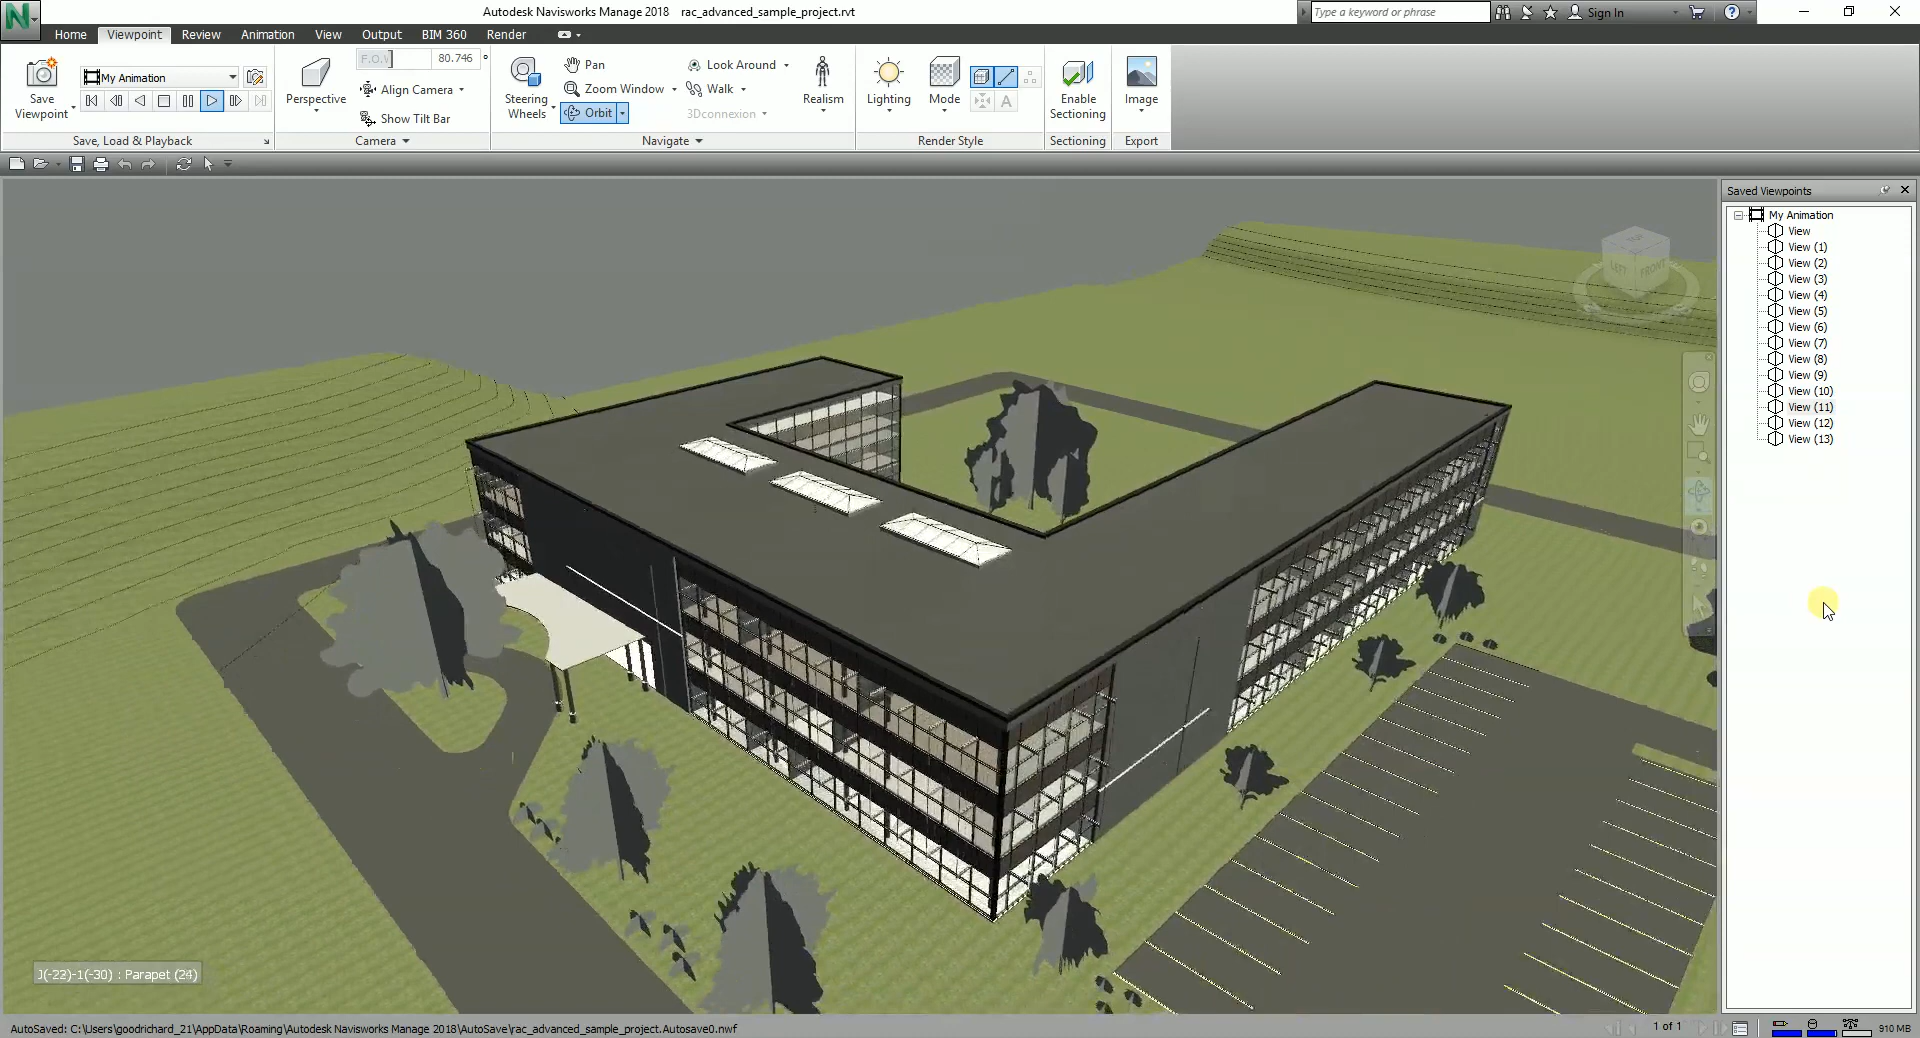 Autodesk Navisworks Manage 2018 rac_advanced_sample_project.rvt
Type a keyword or phrase
Sign In
Home Viewpoint Review Animation View Output BIM 360 Render
Save Viewpoint
My Animation
Save, Load & Playback
Perspective
F.O.V
80.746 °
Align Camera
Show Tilt Bar
Camera
Steering Wheels
Pan
Zoom Window
Orbit
Look Around
Walk
3Dconnexion
Realism
Navigate
Lighting
Mode
A
Render Style
Enable Sectioning
Sectioning
Image
Export
Saved Viewpoints
My Animation
View
View (1)
View (2)
View (3)
View (4)
View (5)
View (6)
View (7)
View (8)
View (9)
View (10)
View (11)
View (12)
View (13)
TOP
LEFT
FRONT
J(-22)-1(-30) : Parapet (24)
AutoSaved: C:\Users\goodrichard_21\AppData\Roaming\Autodesk Navisworks Manage 2018\AutoSave\rac_advanced_sample_project.Autosave0.nwf
1 of 1
910 MB